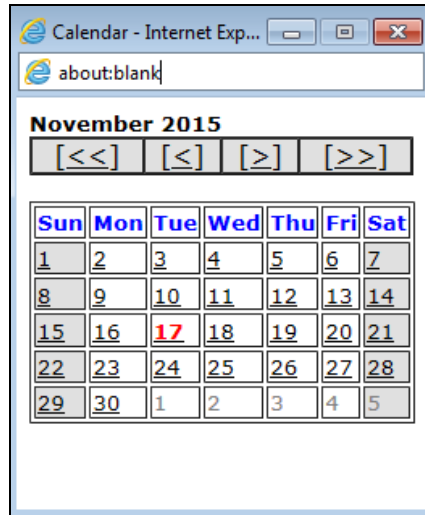 Calendar - Internet Exp...
about:blank
November 2015
[<<] [<] [>] [>>]
Sun Mon Tue Wed Thu Fri Sat
1 2 3 4 5 6 7
8 9 10 11 12 13 14
15 16 17 18 19 20 21
22 23 24 25 26 27 28
29 30 1 2 3 4 5